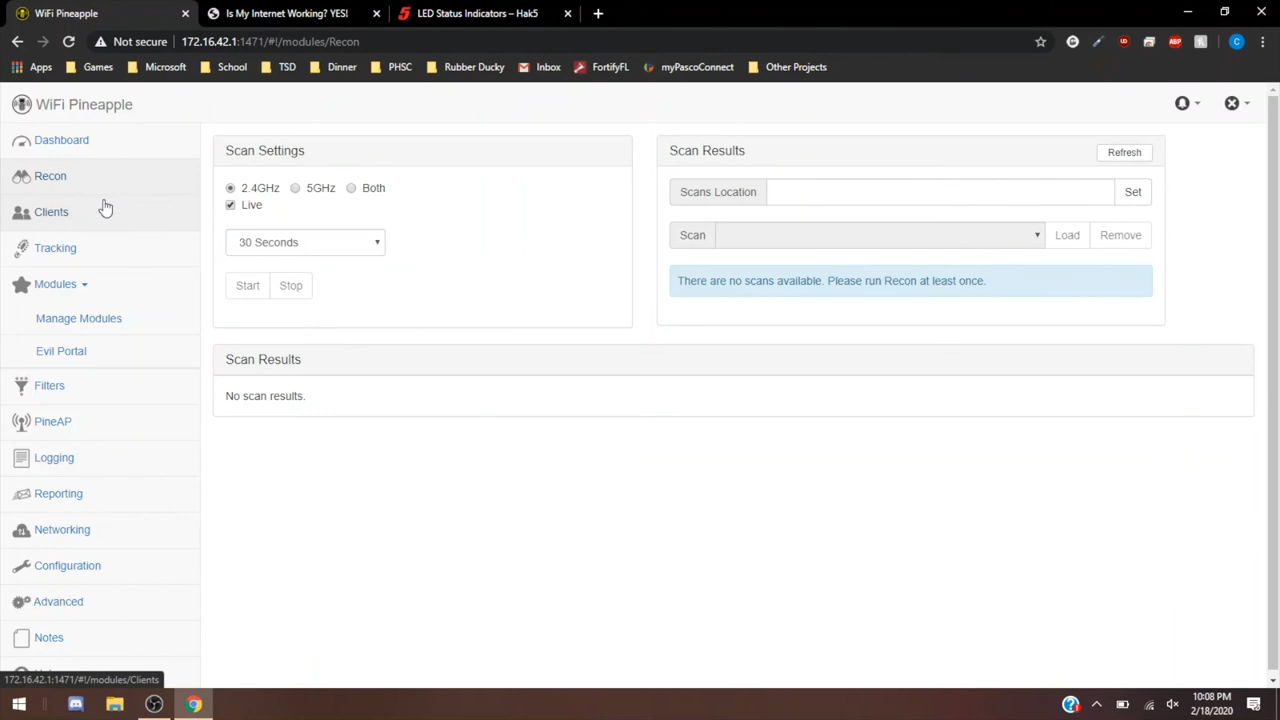 WiFi Pineapple
Is My Internet Working? YES!
LED Status Indicators – Hak5
Not secure
172.16.42.1:1471/#!/modules/Recon
Apps
Games
Microsoft
School
TSD
Dinner
PHSC
Rubber Ducky
Inbox
FortifyFL
myPascoConnect
Other Projects
WiFi Pineapple
Dashboard
Recon
Clients
Tracking
Modules
Manage Modules
Evil Portal
Filters
PineAP
Logging
Reporting
Networking
Configuration
Advanced
Notes
Scan Settings
2.4GHz 5GHz Both
Live
30 Seconds
Start Stop
Scan Results
Refresh
Scans Location
Set
Scan
Load Remove
There are no scans available. Please run Recon at least once.
Scan Results
No scan results.
172.16.42.1:1471/#!/modules/Clients
10:08 PM
2/18/2020